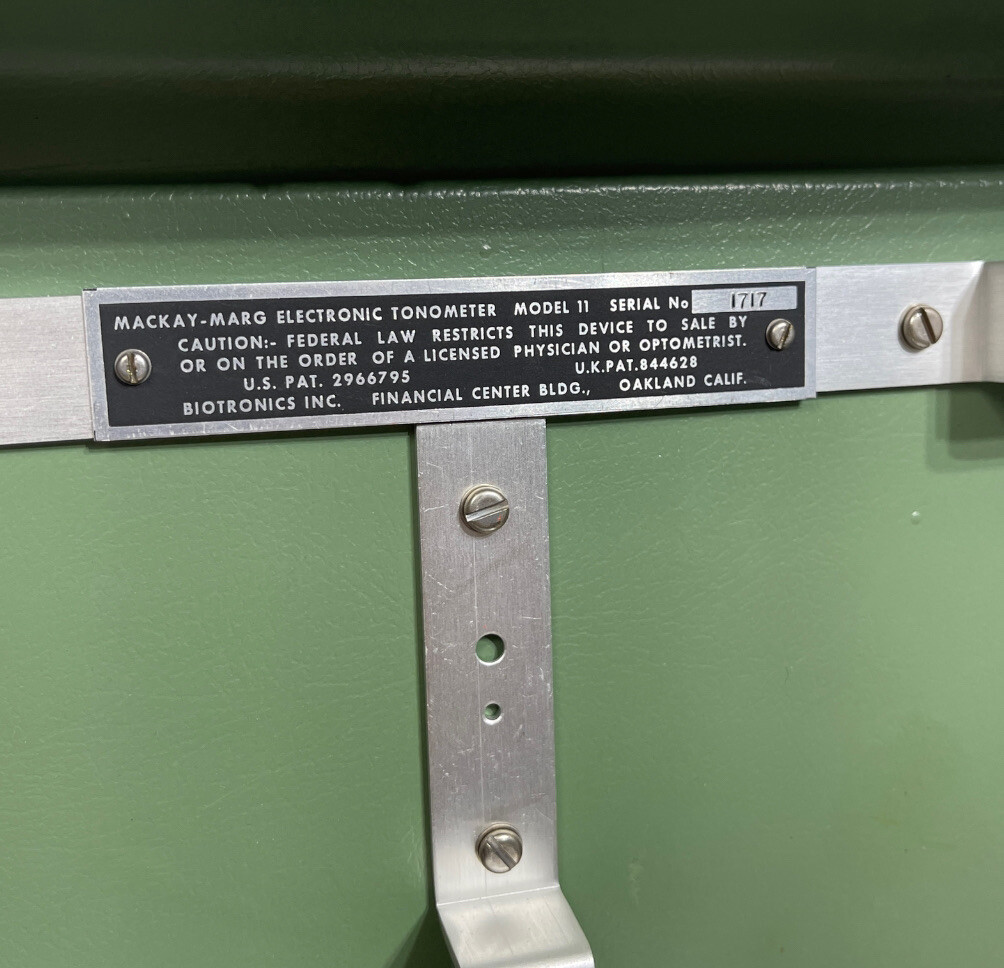 MACKAY-MARG ELECTRONIC TONOMETER MODEL 11 SERIAL No 1717
CAUTION:- FEDERAL LAW RESTRICTS THIS DEVICE TO SALE BY
OR ON THE ORDER OF A LICENSED PHYSICIAN OR OPTOMETRIST.
U.S. PAT. 2966795 U.K.PAT.844628
BIOTRONICS INC. FINANCIAL CENTER BLDG., OAKLAND CALIF.